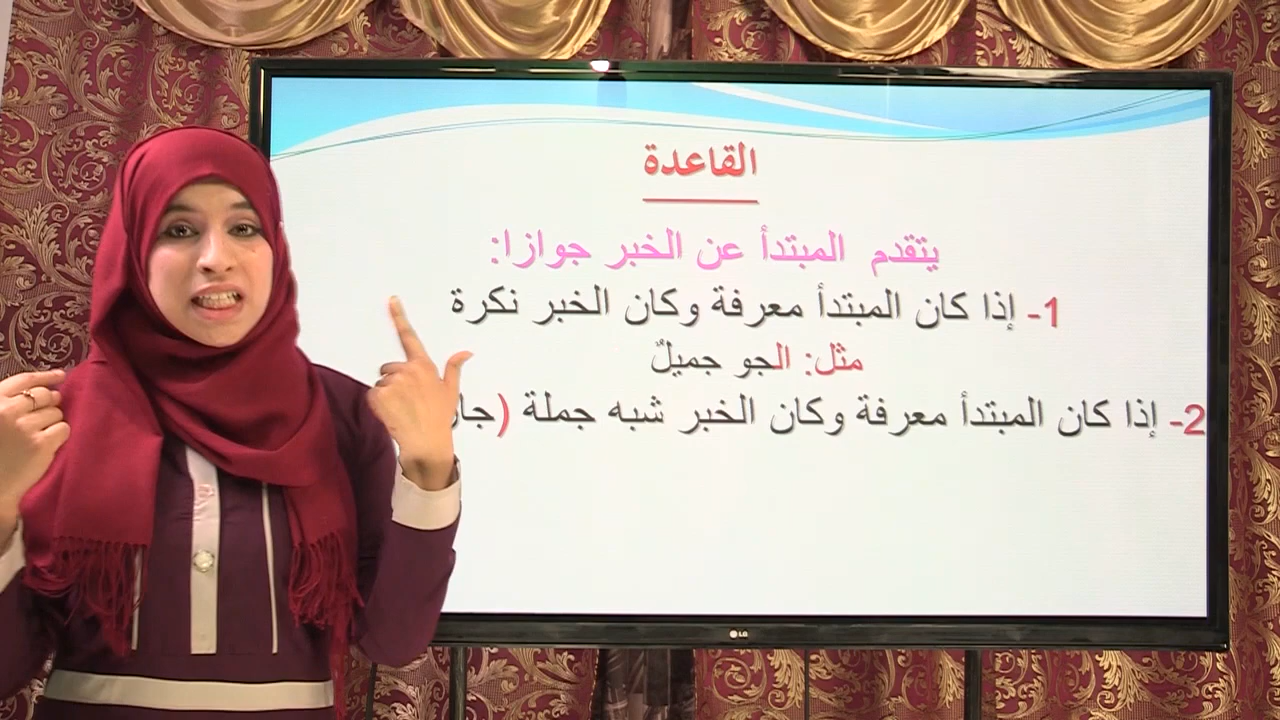 القاعدة
يتقدم المبتدأ عن الخبر جوازا:
1- إذا كان المبتدأ معرفة وكان الخبر نكرة
مثل: الجو جميلٌ
2- إذا كان المبتدأ معرفة وكان الخبر شبه جملة (جار
LG